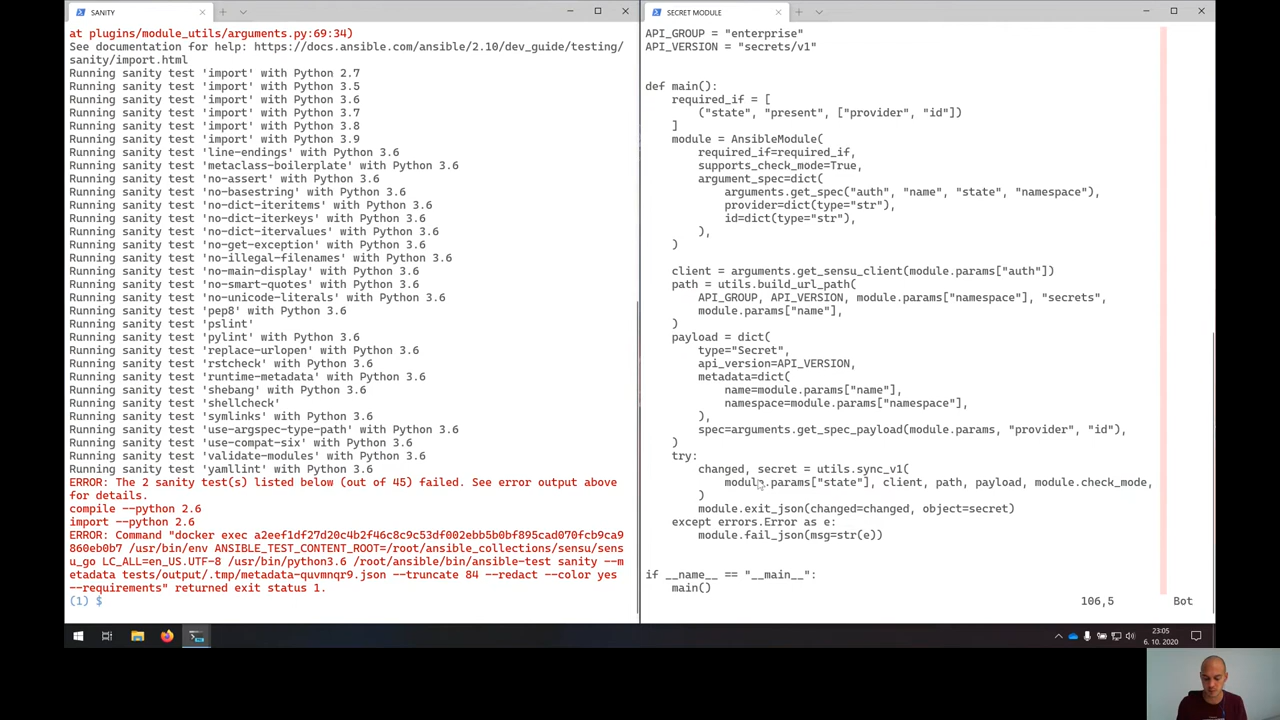 SANITY
at plugins/module_utils/arguments.py:69:34)
See documentation for help: https://docs.ansible.com/ansible/2.10/dev_guide/testing/
sanity/import.html
Running sanity test 'import' with Python 2.7
Running sanity test 'import' with Python 3.5
Running sanity test 'import' with Python 3.6
Running sanity test 'import' with Python 3.7
Running sanity test 'import' with Python 3.8
Running sanity test 'import' with Python 3.9
Running sanity test 'line-endings' with Python 3.6
Running sanity test 'metaclass-boilerplate' with Python 3.6
Running sanity test 'no-assert' with Python 3.6
Running sanity test 'no-basestring' with Python 3.6
Running sanity test 'no-dict-iteritems' with Python 3.6
Running sanity test 'no-dict-iterkeys' with Python 3.6
Running sanity test 'no-dict-itervalues' with Python 3.6
Running sanity test 'no-get-exception' with Python 3.6
Running sanity test 'no-illegal-filenames' with Python 3.6
Running sanity test 'no-main-display' with Python 3.6
Running sanity test 'no-smart-quotes' with Python 3.6
Running sanity test 'no-unicode-literals' with Python 3.6
Running sanity test 'pep8' with Python 3.6
Running sanity test 'pslint'
Running sanity test 'pylint' with Python 3.6
Running sanity test 'replace-urlopen' with Python 3.6
Running sanity test 'rstcheck' with Python 3.6
Running sanity test 'runtime-metadata' with Python 3.6
Running sanity test 'shebang' with Python 3.6
Running sanity test 'shellcheck'
Running sanity test 'symlinks' with Python 3.6
Running sanity test 'use-argspec-type-path' with Python 3.6
Running sanity test 'use-compat-six' with Python 3.6
Running sanity test 'validate-modules' with Python 3.6
Running sanity test 'yamllint' with Python 3.6
ERROR: The 2 sanity test(s) listed below (out of 45) failed. See error output above
for details.
compile --python 2.6
import --python 2.6
ERROR: Command "docker exec a2eef1df27d20c4b2f46c8c9c53df0ebb5b0f9eda922970cfb9ca9
860eb0b7 /usr/bin/env ANSIBLE_TEST_CONTENT_ROOT=/root/ansible_collections/sensu/sens
u_go LC_ALL=en_US.UTF-8 /usr/bin/python3.6 /root/ansible/bin/ansible-test sanity --m
etadata tests/output/.tmp/metadata-quvmnqr9.json --truncate 84 --redact --color yes
--requirements" returned exit status 1.
(1) $
SECRET MODULE
API_GROUP = "enterprise"
API_VERSION = "secrets/v1"
def main():
    required_if = [
        ("state", "present", ["provider", "id"])
    ]
    module = AnsibleModule(
        required_if=required_if,
        supports_check_mode=True,
        argument_spec=dict(
            arguments.get_spec("auth", "name", "state", "namespace"),
            provider=dict(type="str"),
            id=dict(type="str"),
        ),
    )
    client = arguments.get_sensu_client(module.params["auth"])
    path = utils.build_url_path(
        API_GROUP, API_VERSION, module.params["namespace"], "secrets",
        module.params["name"],
    )
    payload = dict(
        type="Secret",
        api_version=API_VERSION,
        metadata=dict(
            name=module.params["name"],
            namespace=module.params["namespace"],
        ),
        spec=arguments.get_spec_payload(module.params, "provider", "id"),
    )
    try:
        changed, secret = utils.sync_v1(
            module.params["state"], client, path, payload, module.check_mode,
        )
        module.exit_json(changed=changed, object=secret)
    except errors.Error as e:
        module.fail_json(msg=str(e))
if __name__ == "__main__":
    main()
106,5 Bot
23:05
6. 10. 2020